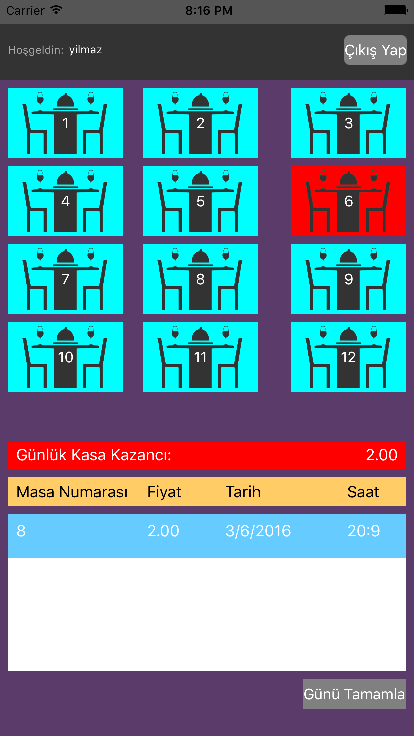 Carrier 8:16 PM
Hoşgeldin: yilmaz Çıkış Yap
1 2 3
4 5 6
7 8 9
10 11 12
Günlük Kasa Kazancı: 2.00
Masa Numarası Fiyat Tarih Saat
8 2.00 3/6/2016 20:9
Günü Tamamla